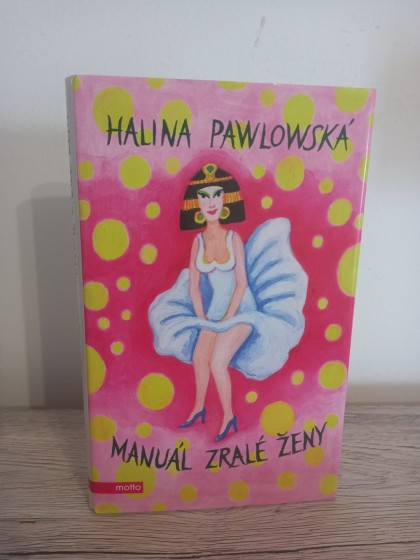 HALINA PAWLOWSKÁ
MANUÁL ZRALÉ ŽENY
motto